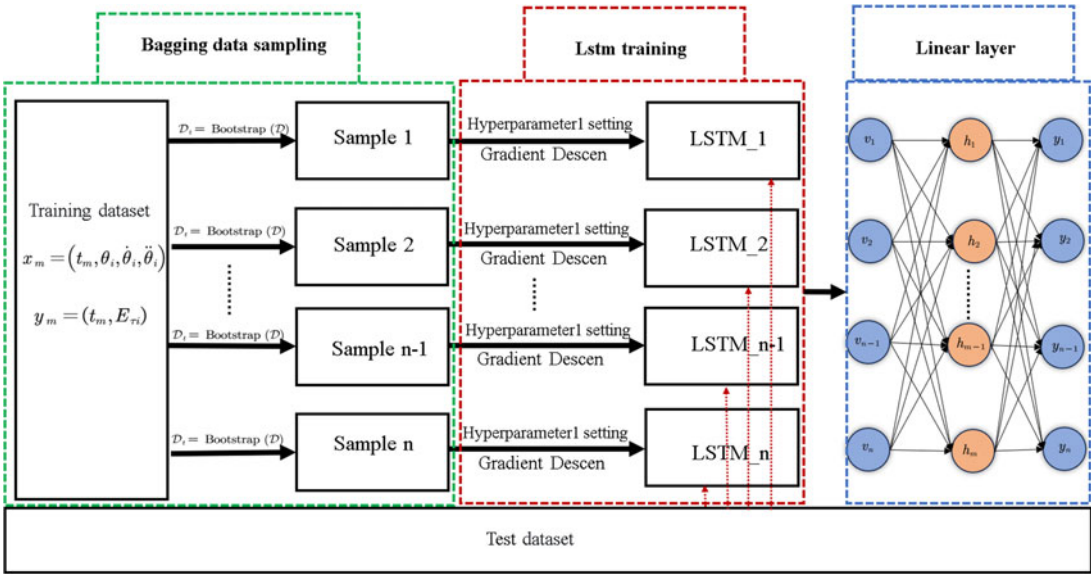 Bagging data sampling
Lstm training
Linear layer
Training dataset
x_m = (t_m, θ_i, θ̇_i, θ̈_i)
y_m = (t_m, E_{τi})
𝒟_i = Bootstrap (𝒟)
Sample 1
Hyperparameter1 setting
Gradient Descen
LSTM_1
𝒟_i = Bootstrap (𝒟)
Sample 2
Hyperparameter1 setting
Gradient Descen
LSTM_2
𝒟_i = Bootstrap (𝒟)
Sample n-1
Hyperparameter1 setting
Gradient Descen
LSTM_n-1
𝒟_i = Bootstrap (𝒟)
Sample n
Hyperparameter1 setting
Gradient Descen
LSTM_n
v_1
h_1
y_1
v_2
h_2
y_2
v_{n-1}
h_{m-1}
y_{n-1}
v_n
h_m
y_n
Test dataset